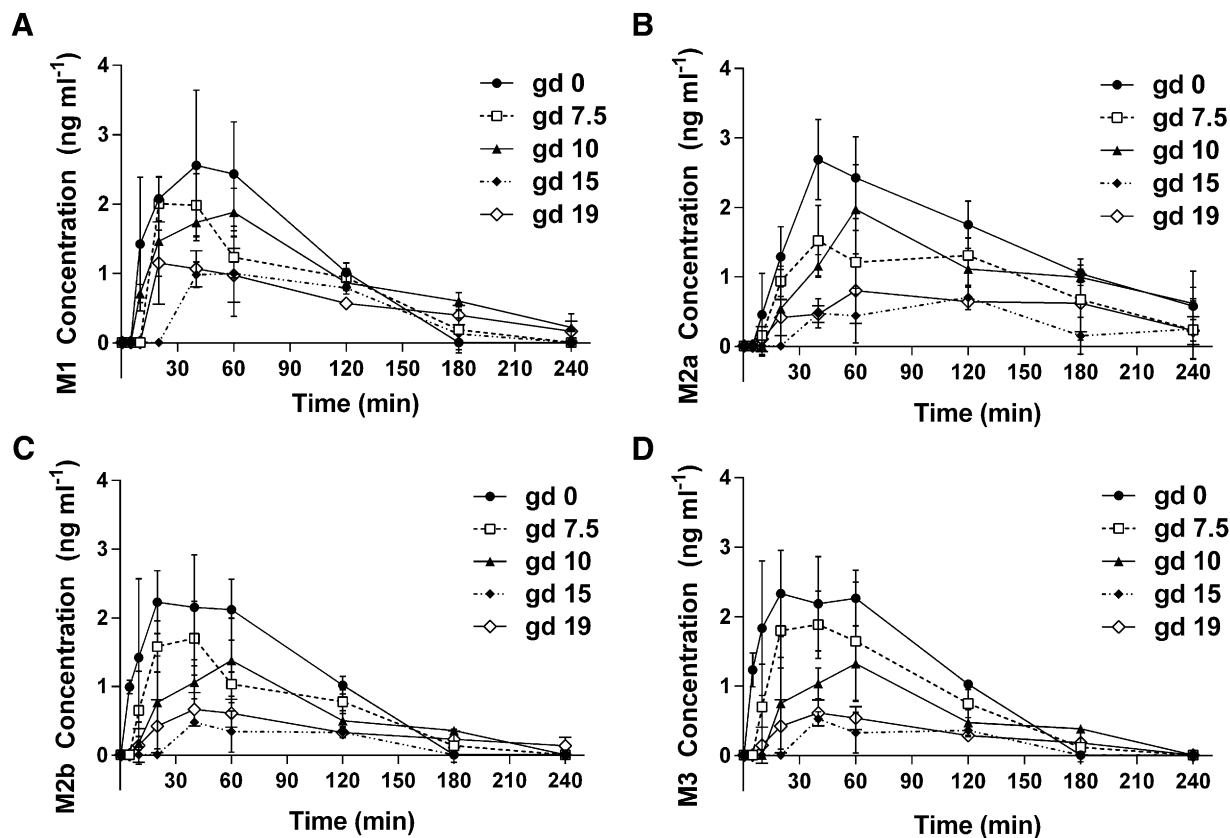 A
M1 Concentration (ng ml-1)
4
3
2
1
0
30 60 90 120 150 180 210 240
Time (min)
gd 0
gd 7.5
gd 10
gd 15
gd 19
B
M2a Concentration (ng ml-1)
4
3
2
1
0
30 60 90 120 150 180 210 240
Time (min)
gd 0
gd 7.5
gd 10
gd 15
gd 19
C
M2b Concentration (ng ml-1)
4
3
2
1
0
30 60 90 120 150 180 210 240
Time (min)
gd 0
gd 7.5
gd 10
gd 15
gd 19
D
M3 Concentration (ng ml-1)
4
3
2
1
0
30 60 90 120 150 180 210 240
Time (min)
gd 0
gd 7.5
gd 10
gd 15
gd 19